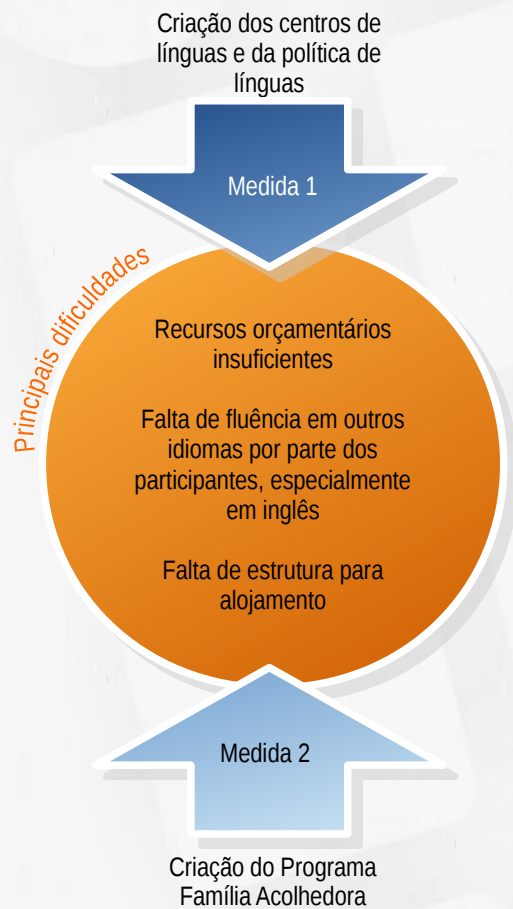 Criação dos centros de
línguas e da política de
línguas
Medida 1
Principais dificuldades
Recursos orçamentários
insuficientes
Falta de fluência em outros
idiomas por parte dos
participantes, especialmente
em inglês
Falta de estrutura para
alojamento
Medida 2
Criação do Programa
Família Acolhedora